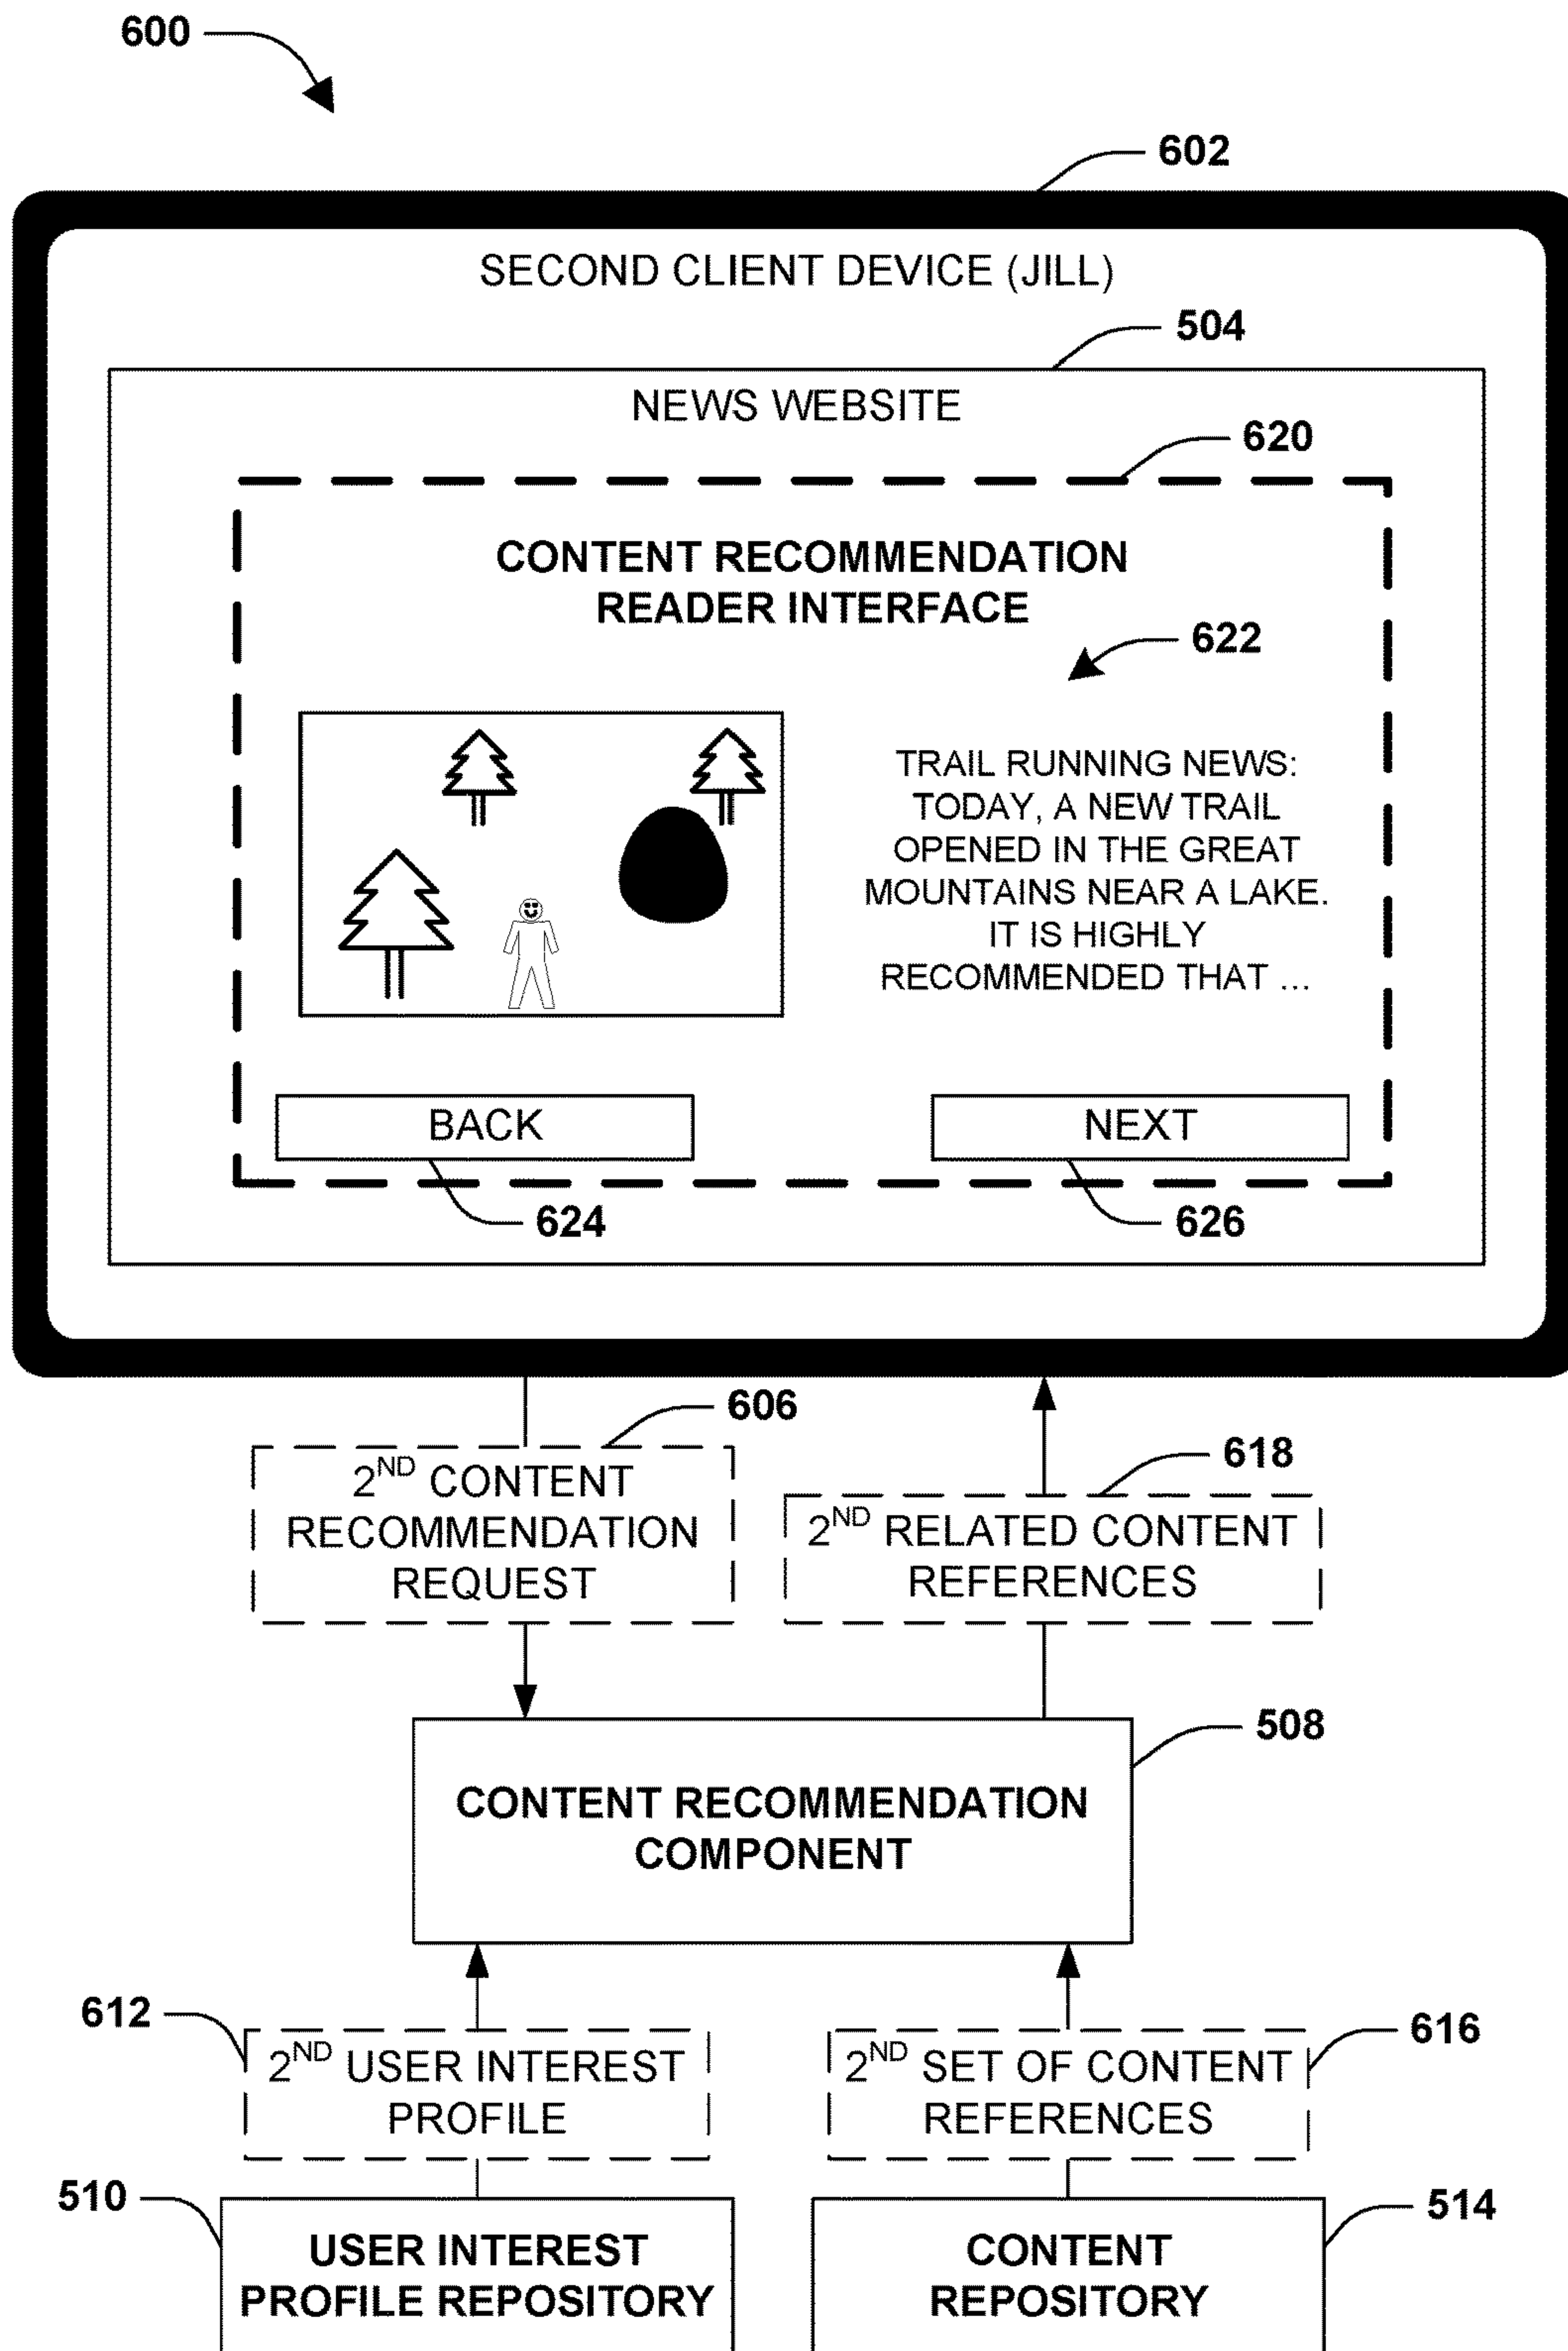 600
602
SECOND CLIENT DEVICE (JILL)
504
NEWS WEBSITE
620
CONTENT RECOMMENDATION
READER INTERFACE
622
TRAIL RUNNING NEWS:
TODAY, A NEW TRAIL
OPENED IN THE GREAT
MOUNTAINS NEAR A LAKE.
IT IS HIGHLY
RECOMMENDED THAT ...
BACK
NEXT
624
626
606
2ND CONTENT
RECOMMENDATION
REQUEST
618
2ND RELATED CONTENT
REFERENCES
508
CONTENT RECOMMENDATION
COMPONENT
612
2ND USER INTEREST
PROFILE
616
2ND SET OF CONTENT
REFERENCES
510
USER INTEREST
PROFILE REPOSITORY
514
CONTENT
REPOSITORY